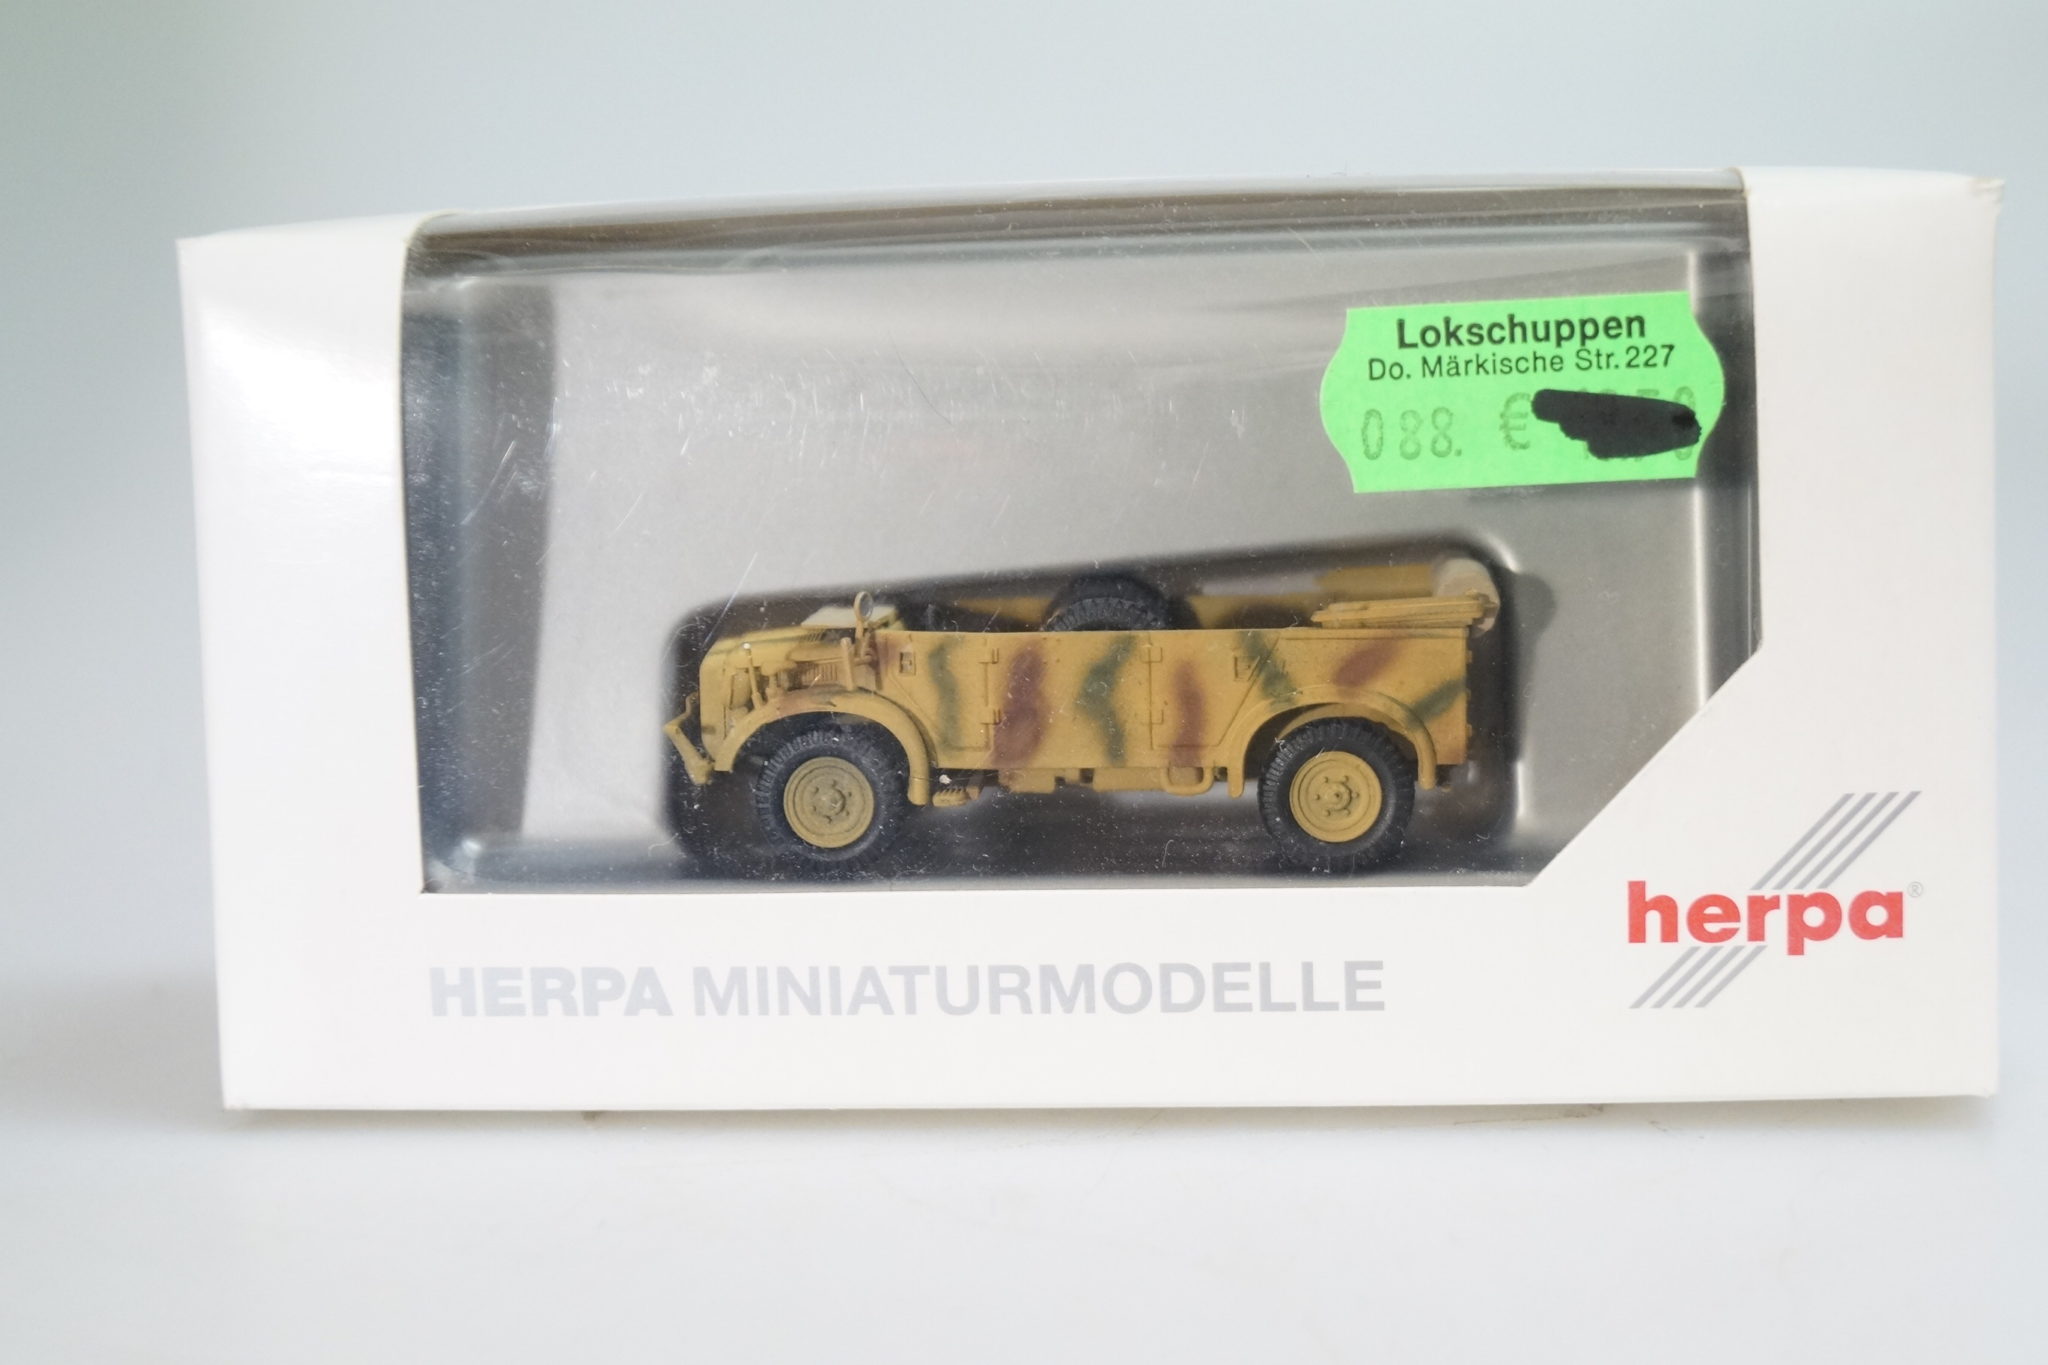 Lokschuppen
Do. Märkische Str. 227
088. €
herpa®
HERPA MINIATURMODELLE